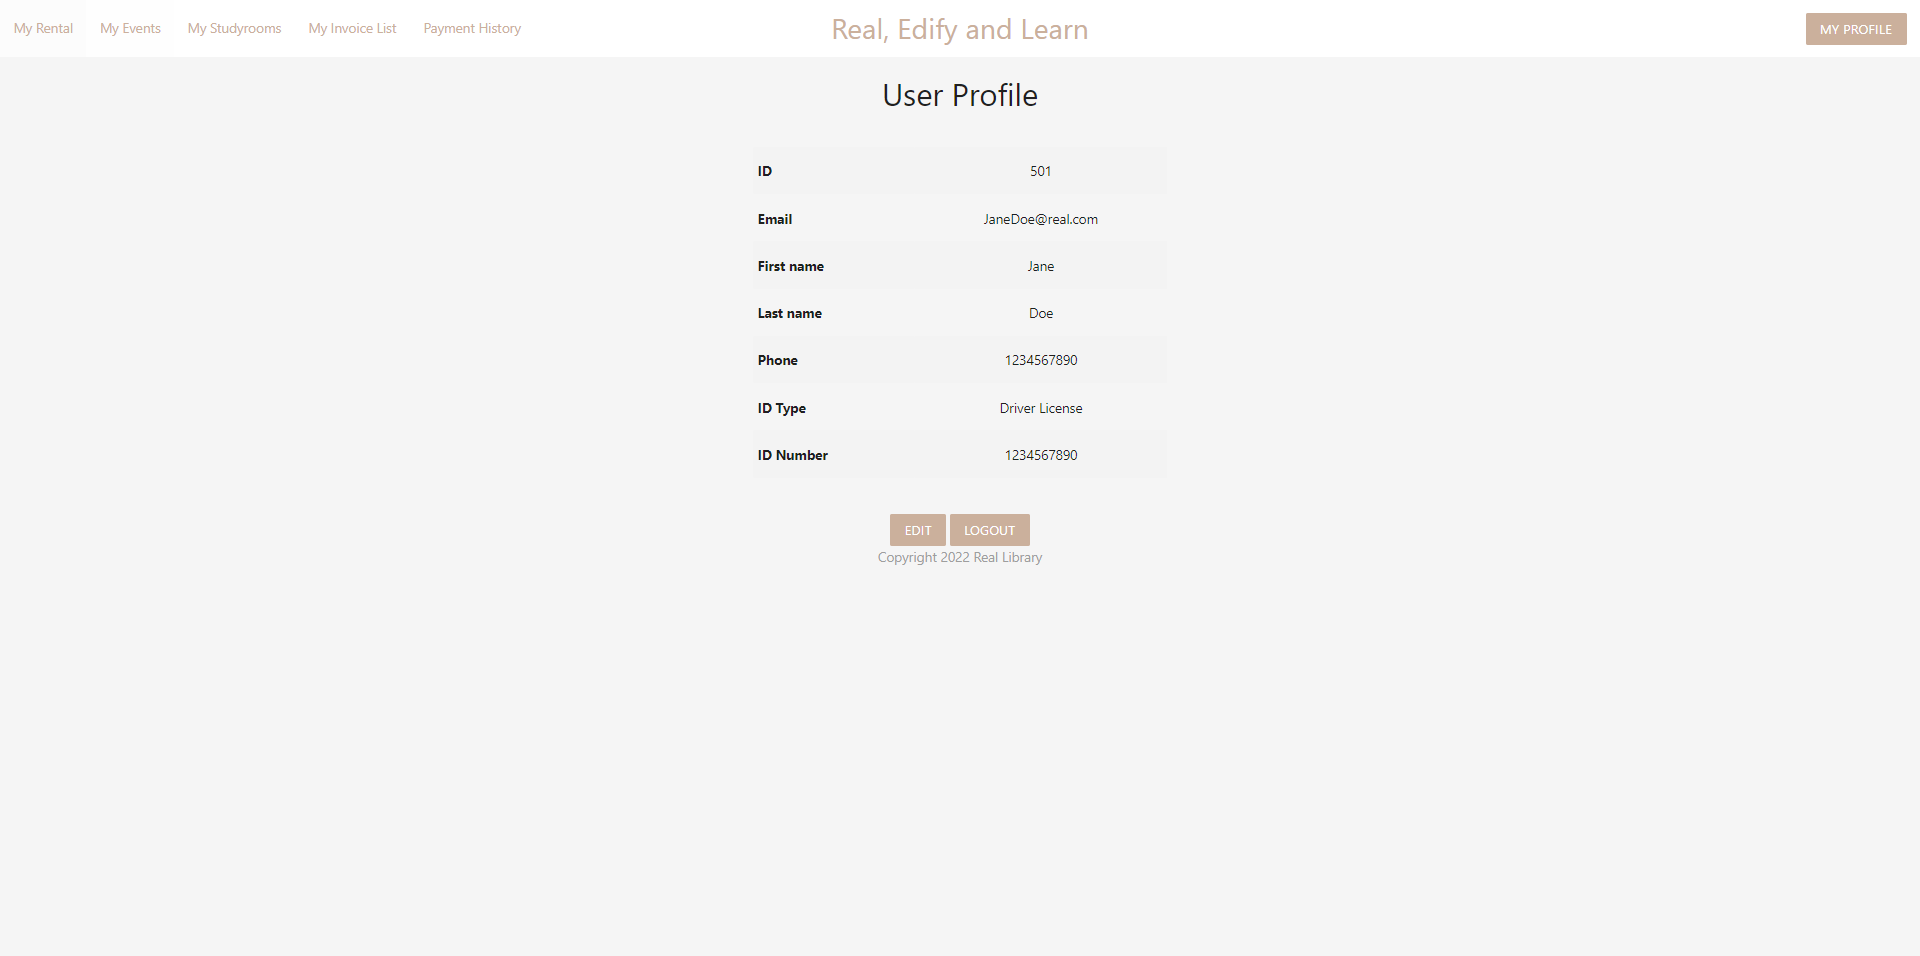 My Rental My Events My Studyrooms My Invoice List Payment History Real, Edify and Learn MY PROFILE
User Profile
ID 501
Email JaneDoe@real.com
First name Jane
Last name Doe
Phone 1234567890
ID Type Driver License
ID Number 1234567890
EDIT LOGOUT
Copyright 2022 Real Library